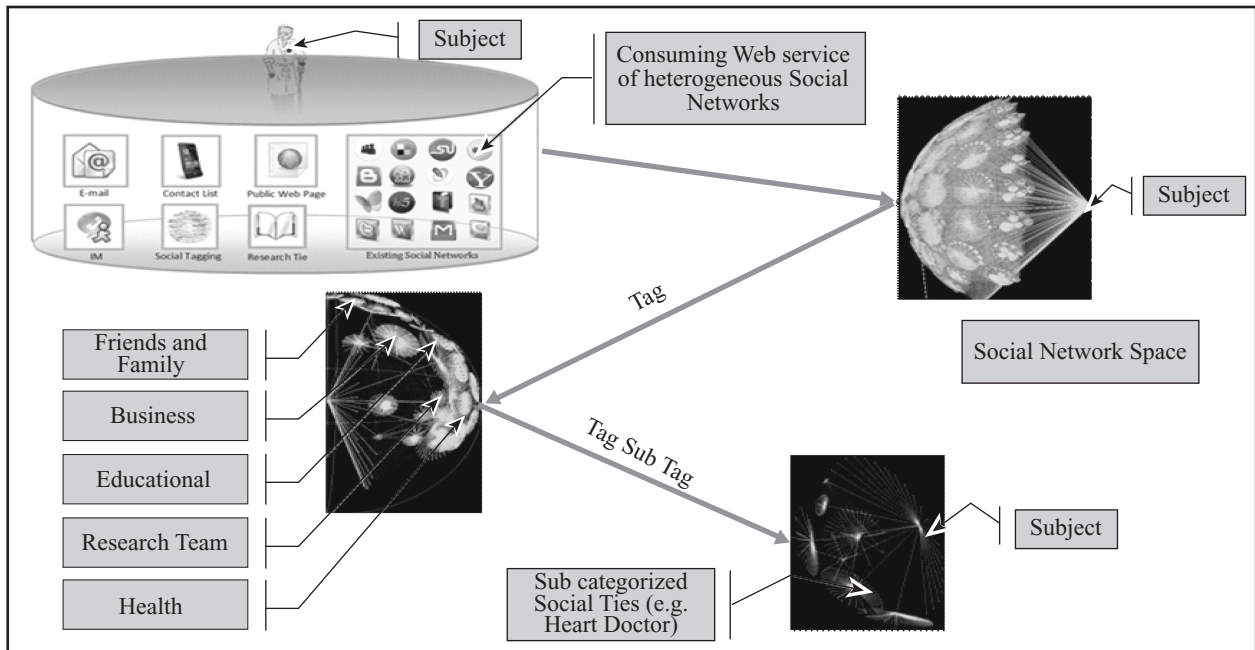 Subject
Consuming Web service
of heterogeneous Social
Networks
E-mail
Contact List
Public Web Page
IM
Social Tagging
Research Tie
Existing Social Networks
Subject
Social Network Space
Tag
Friends and
Family
Business
Educational
Research Team
Health
Tag Sub Tag
Subject
Sub categorized
Social Ties (e.g.
Heart Doctor)